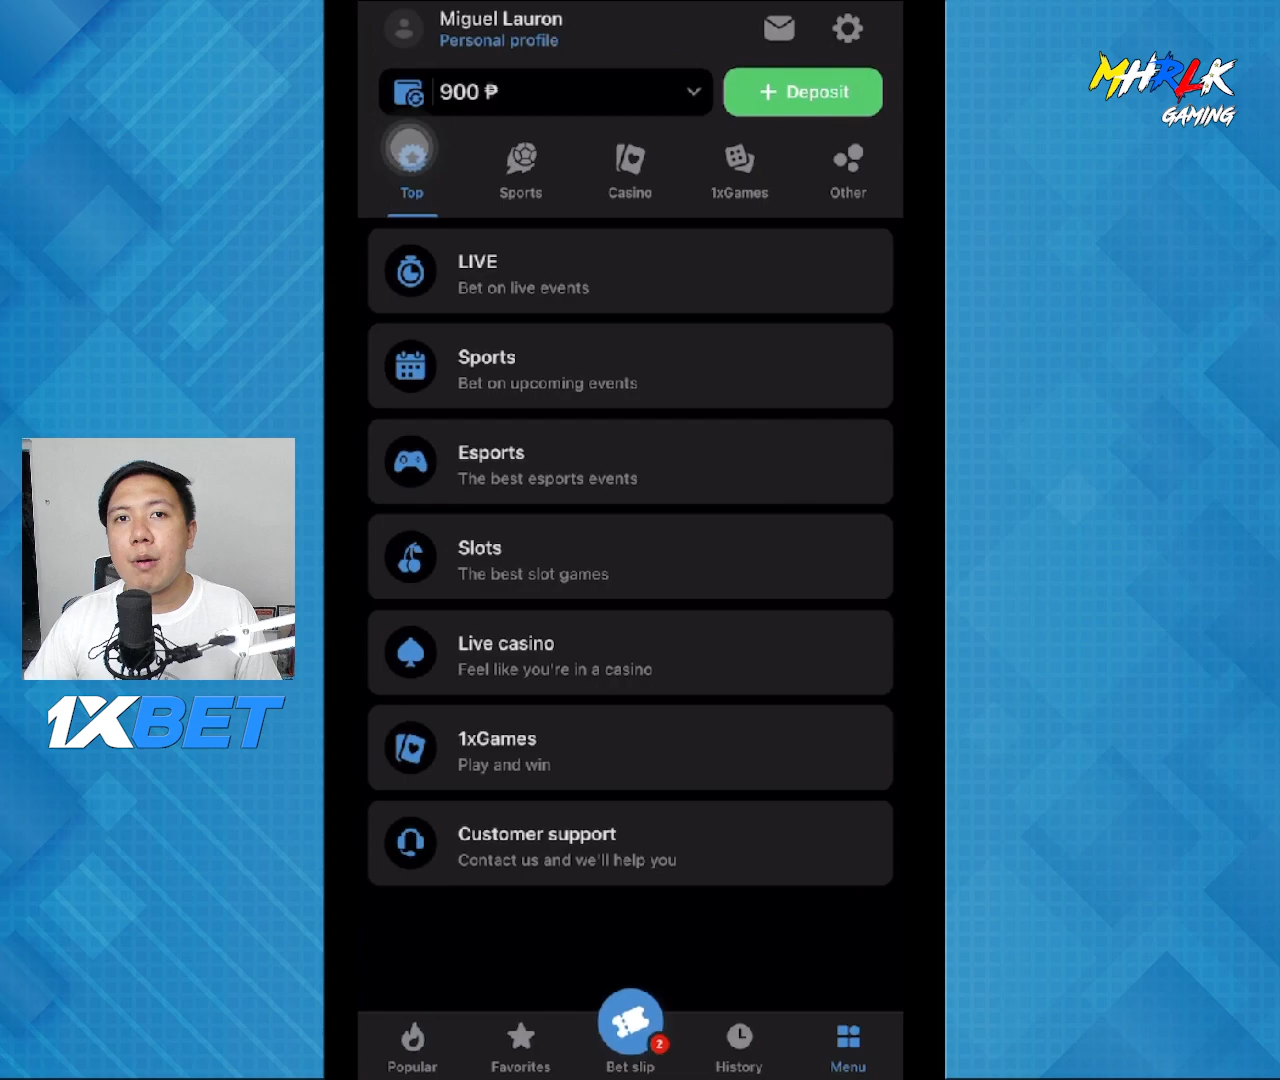 Miguel Lauron
Personal profile
900 ₱
+ Deposit
MHRLK
GAMING
Top
Sports
Casino
1xGames
Other
LIVE
Bet on live events
Sports
Bet on upcoming events
Esports
The best esports events
Slots
The best slot games
Live casino
Feel like you're in a casino
1XBET
1xGames
Play and win
Customer support
Contact us and we'll help you
2
Popular
Favorites
Bet slip
History
Menu